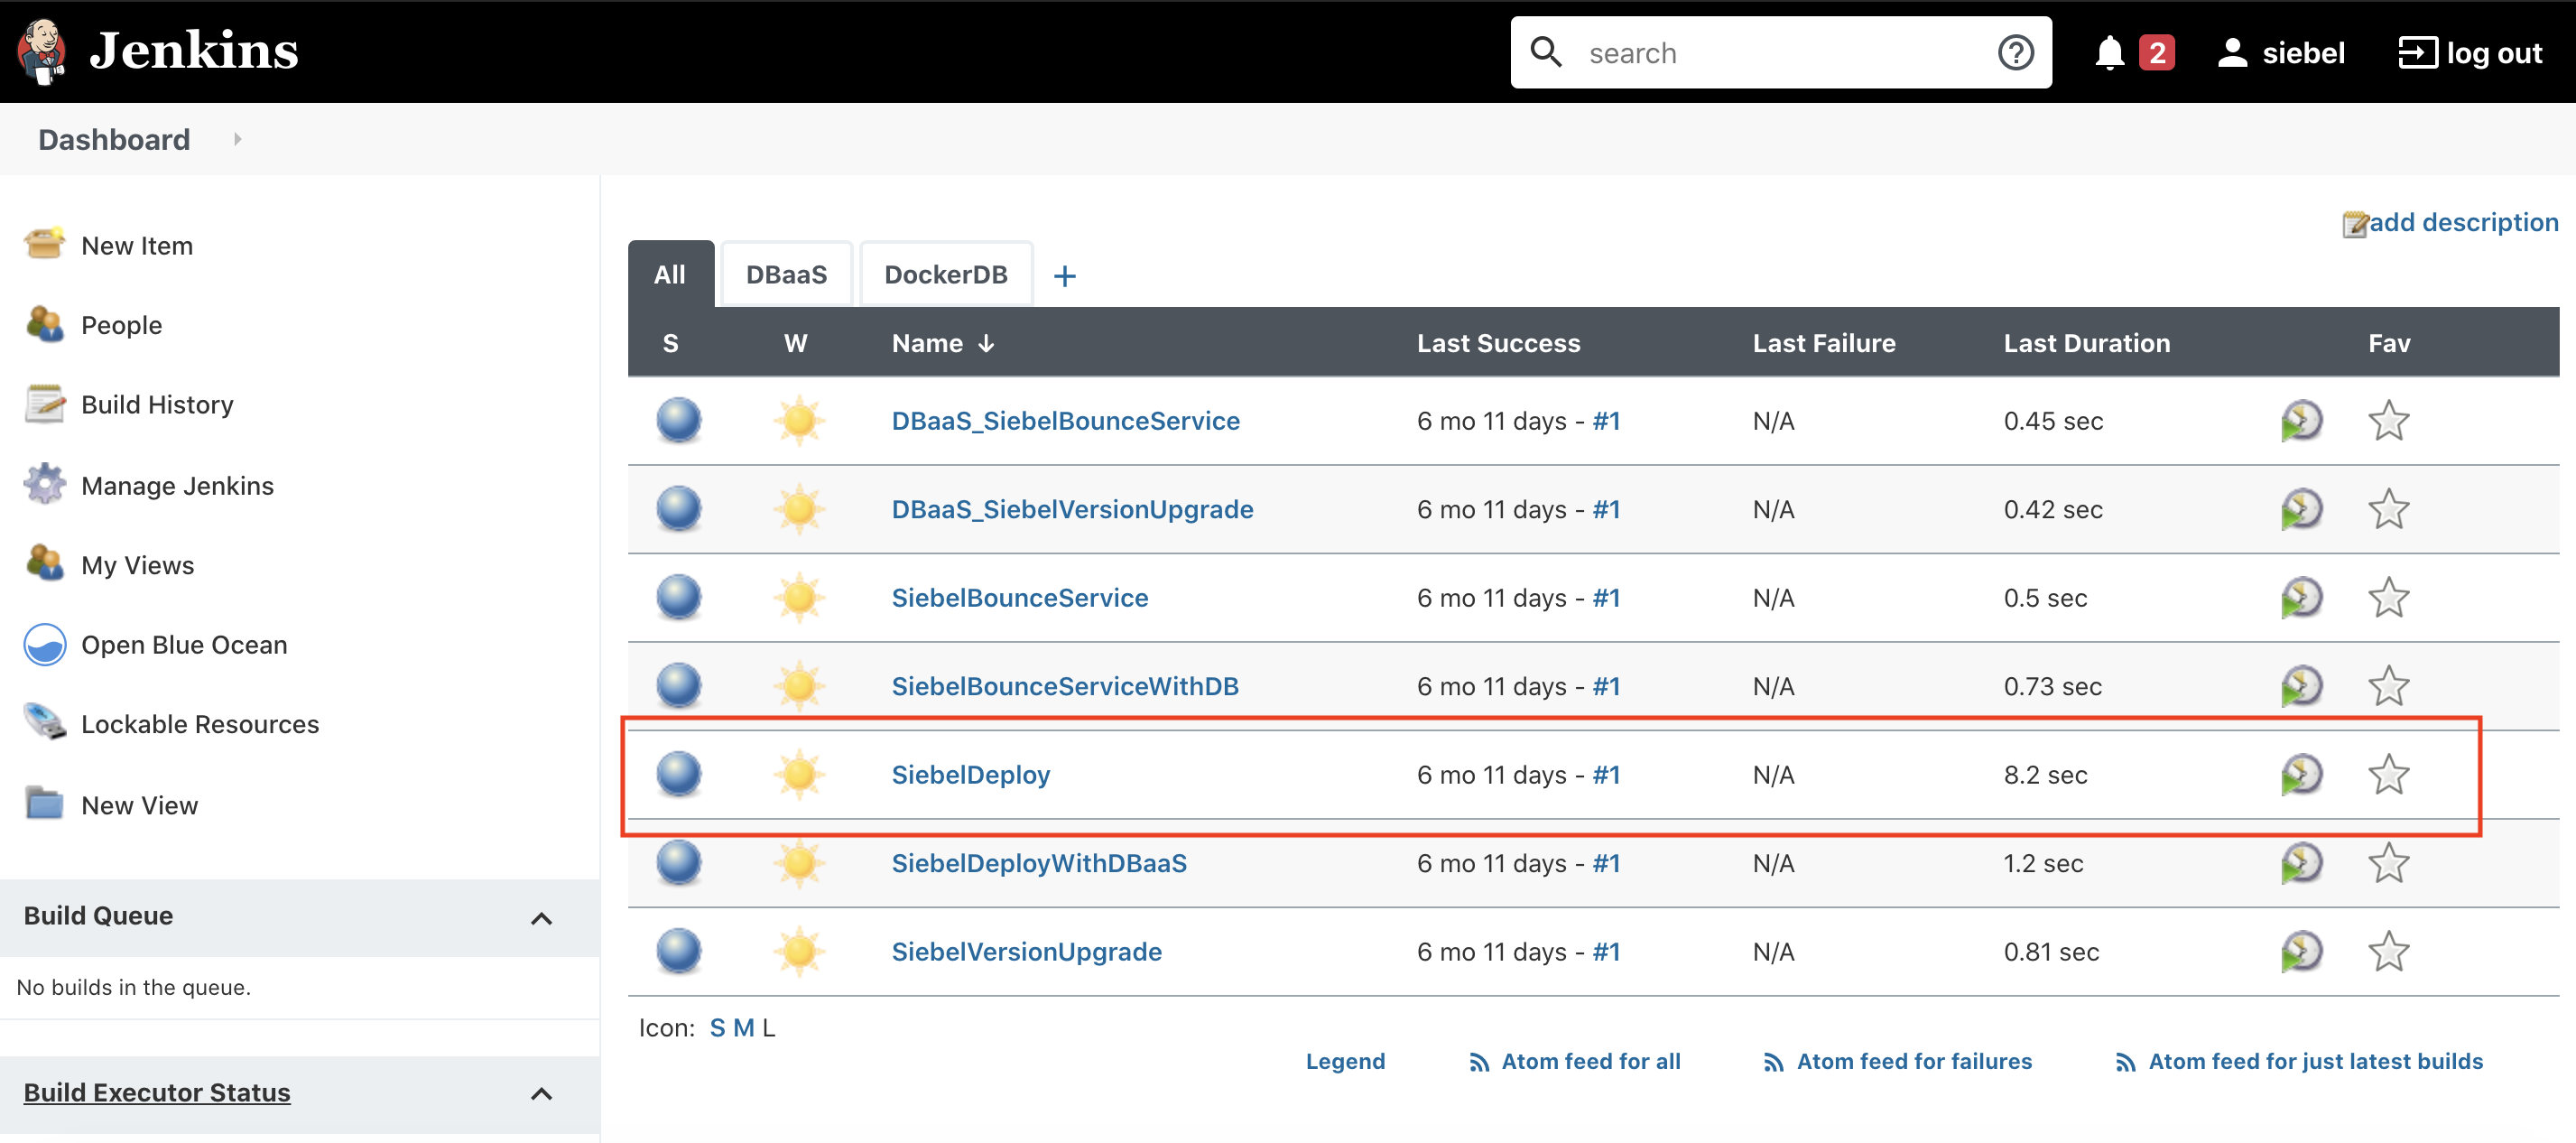 Jenkins
search
2
siebel
log out
Dashboard
New Item
People
Build History
Manage Jenkins
My Views
Open Blue Ocean
Lockable Resources
New View
Build Queue
No builds in the queue.
Build Executor Status
add description
All DBaaS DockerDB +
S W Name ↓ Last Success Last Failure Last Duration Fav
DBaaS_SiebelBounceService 6 mo 11 days - #1 N/A 0.45 sec
DBaaS_SiebelVersionUpgrade 6 mo 11 days - #1 N/A 0.42 sec
SiebelBounceService 6 mo 11 days - #1 N/A 0.5 sec
SiebelBounceServiceWithDB 6 mo 11 days - #1 N/A 0.73 sec
SiebelDeploy 6 mo 11 days - #1 N/A 8.2 sec
SiebelDeployWithDBaaS 6 mo 11 days - #1 N/A 1.2 sec
SiebelVersionUpgrade 6 mo 11 days - #1 N/A 0.81 sec
Icon: S M L
Legend Atom feed for all Atom feed for failures Atom feed for just latest builds